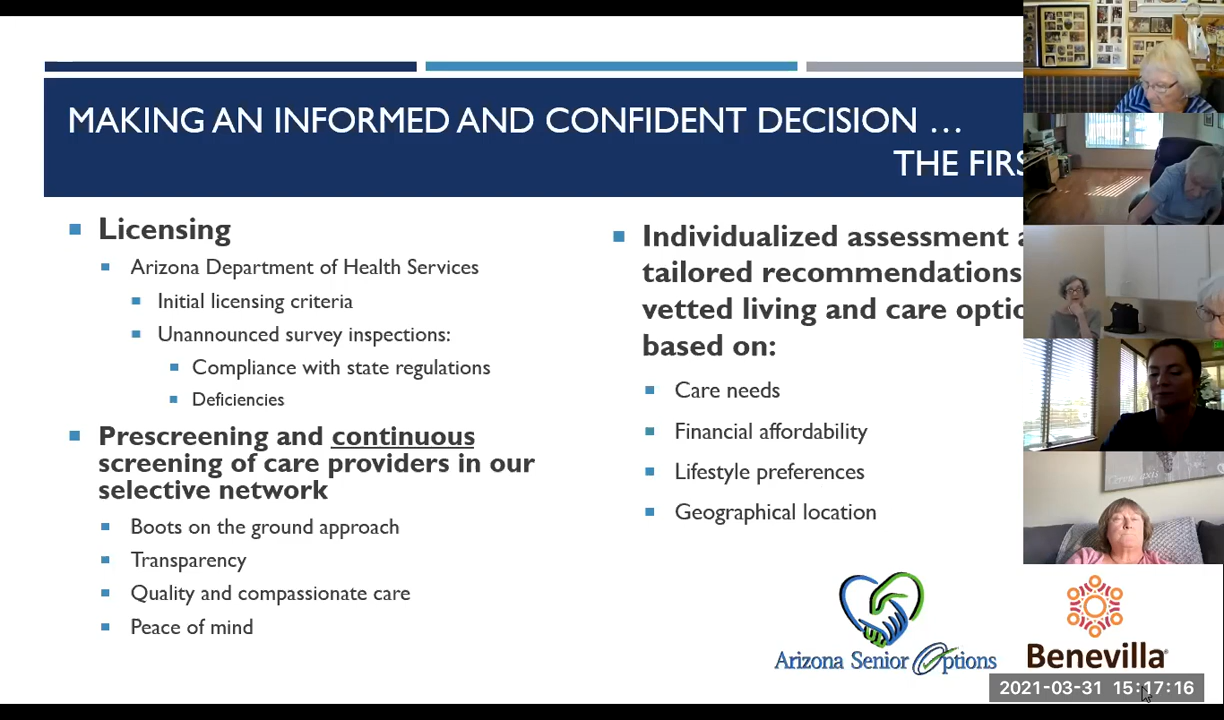 MAKING AN INFORMED AND CONFIDENT DECISION ...
THE FIRS
Licensing
Arizona Department of Health Services
Initial licensing criteria
Unannounced survey inspections:
Compliance with state regulations
Deficiencies
Prescreening and continuous
screening of care providers in our
selective network
Boots on the ground approach
Transparency
Quality and compassionate care
Peace of mind
Individualized assessment
tailored recommendations
vetted living and care optio
based on:
Care needs
Financial affordability
Lifestyle preferences
Geographical location
Arizona Senior Options
Benevilla
2021-03-31 15:17:16